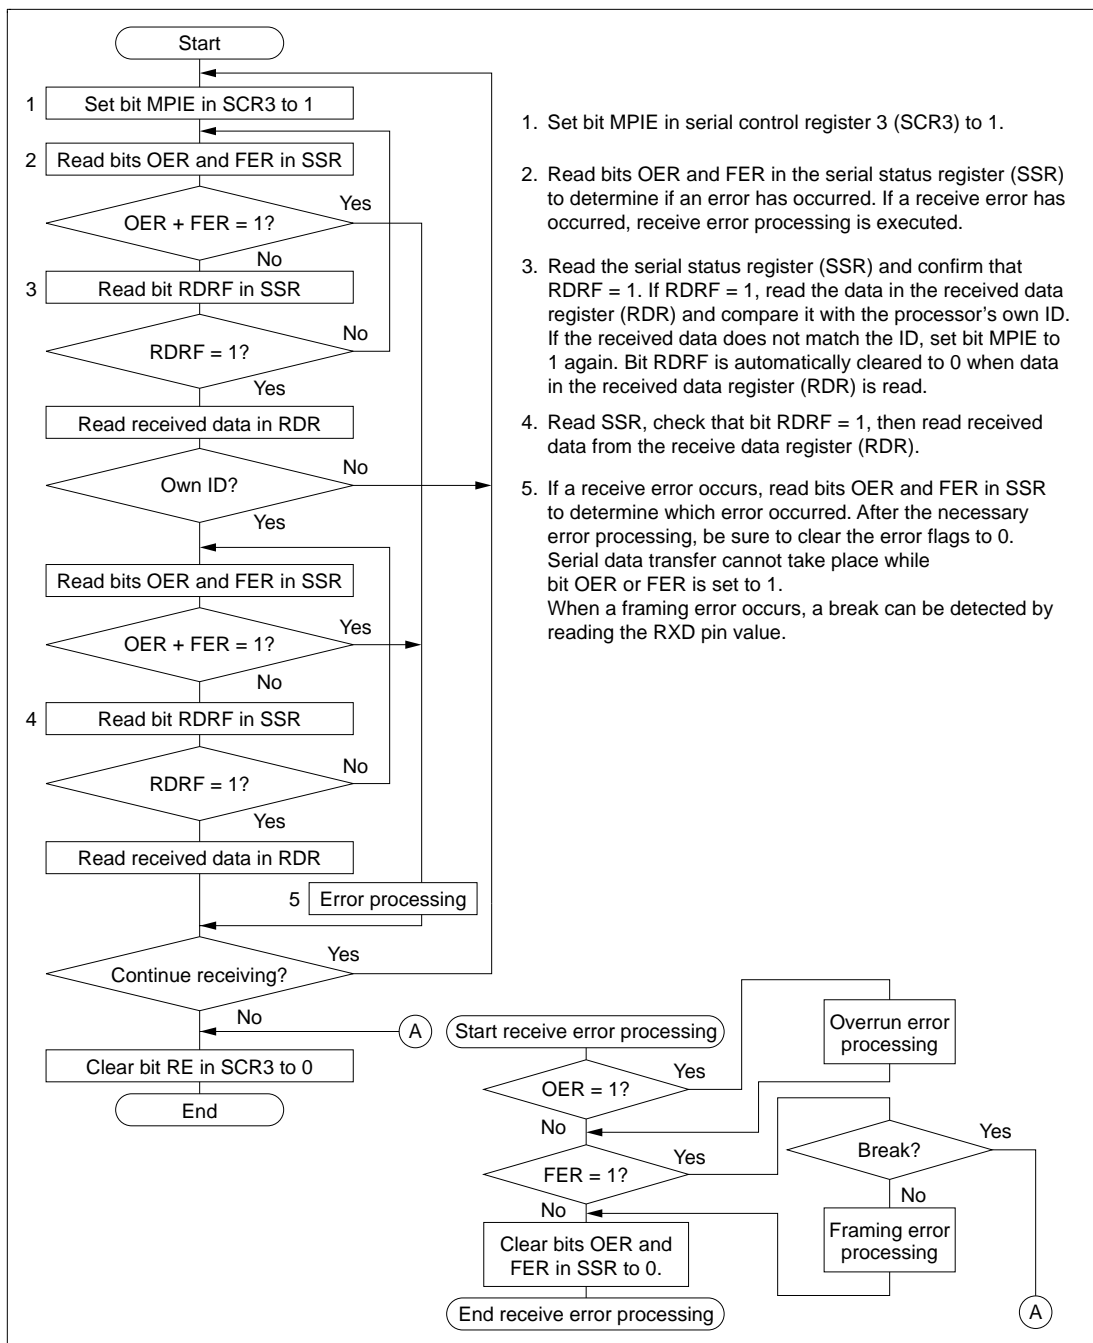 Start
1 Set bit MPIE in SCR3 to 1
2 Read bits OER and FER in SSR
OER + FER = 1?
Yes
No
3 Read bit RDRF in SSR
RDRF = 1?
No
Yes
Read received data in RDR
Own ID?
No
Yes
Read bits OER and FER in SSR
OER + FER = 1?
Yes
No
4 Read bit RDRF in SSR
RDRF = 1?
No
Yes
Read received data in RDR
5 Error processing
Continue receiving?
Yes
No
A
Clear bit RE in SCR3 to 0
End
1. Set bit MPIE in serial control register 3 (SCR3) to 1.
2. Read bits OER and FER in the serial status register (SSR)
to determine if an error has occurred. If a receive error has
occurred, receive error processing is executed.
3. Read the serial status register (SSR) and confirm that
RDRF = 1. If RDRF = 1, read the data in the received data
register (RDR) and compare it with the processor's own ID.
If the received data does not match the ID, set bit MPIE to
1 again. Bit RDRF is automatically cleared to 0 when data
in the received data register (RDR) is read.
4. Read SSR, check that bit RDRF = 1, then read received
data from the receive data register (RDR).
5. If a receive error occurs, read bits OER and FER in SSR
to determine which error occurred. After the necessary
error processing, be sure to clear the error flags to 0.
Serial data transfer cannot take place while
bit OER or FER is set to 1.
When a framing error occurs, a break can be detected by
reading the RXD pin value.
Start receive error processing
OER = 1?
Yes
No
Overrun error
processing
FER = 1?
Yes
No
Break?
Yes
No
Framing error
processing
Clear bits OER and
FER in SSR to 0.
End receive error processing
A